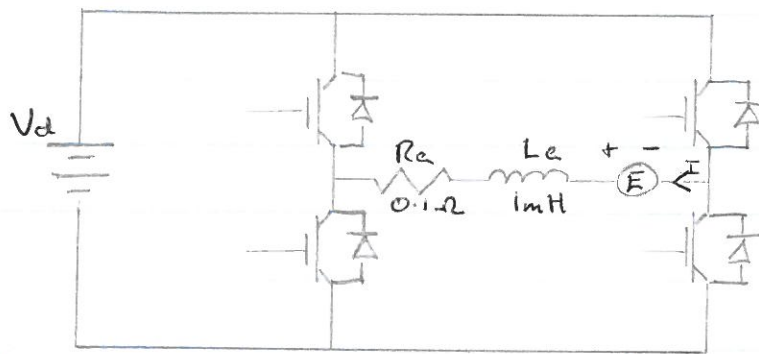 Vd
Ra
La
+ -
E
I
0.1Ω
1mH